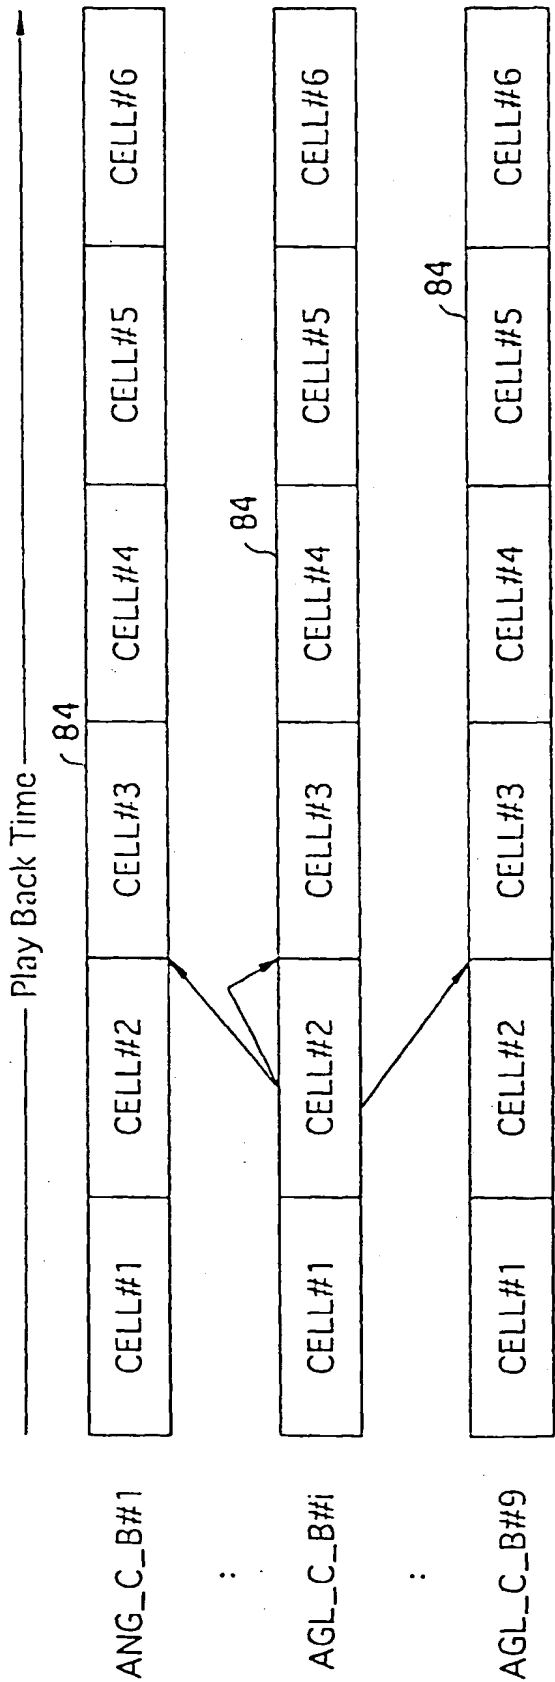 Play Back Time
84
ANG_C_B#1 CELL#1 CELL#2 CELL#3 CELL#4 CELL#5 CELL#6
:
84
AGL_C_B#i CELL#1 CELL#2 CELL#3 CELL#4 CELL#5 CELL#6
:
84
AGL_C_B#9 CELL#1 CELL#2 CELL#3 CELL#4 CELL#5 CELL#6